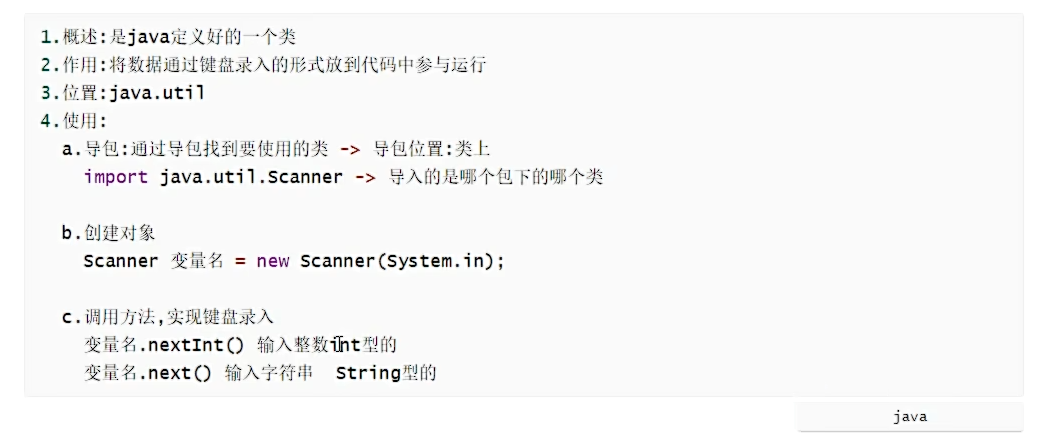 1.概述:是java定义好的一个类
2.作用:将数据通过键盘录入的形式放到代码中参与运行
3.位置:java.util
4.使用:
a.导包:通过导包找到要使用的类 -> 导包位置:类上
import java.util.Scanner -> 导入的是哪个包下的哪个类
b.创建对象
Scanner 变量名 = new Scanner(System.in);
c.调用方法,实现键盘录入
变量名.nextInt() 输入整数int型的
变量名.next() 输入字符串 String型的
java